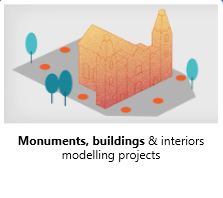 Monuments, buildings & interiors
modelling projects